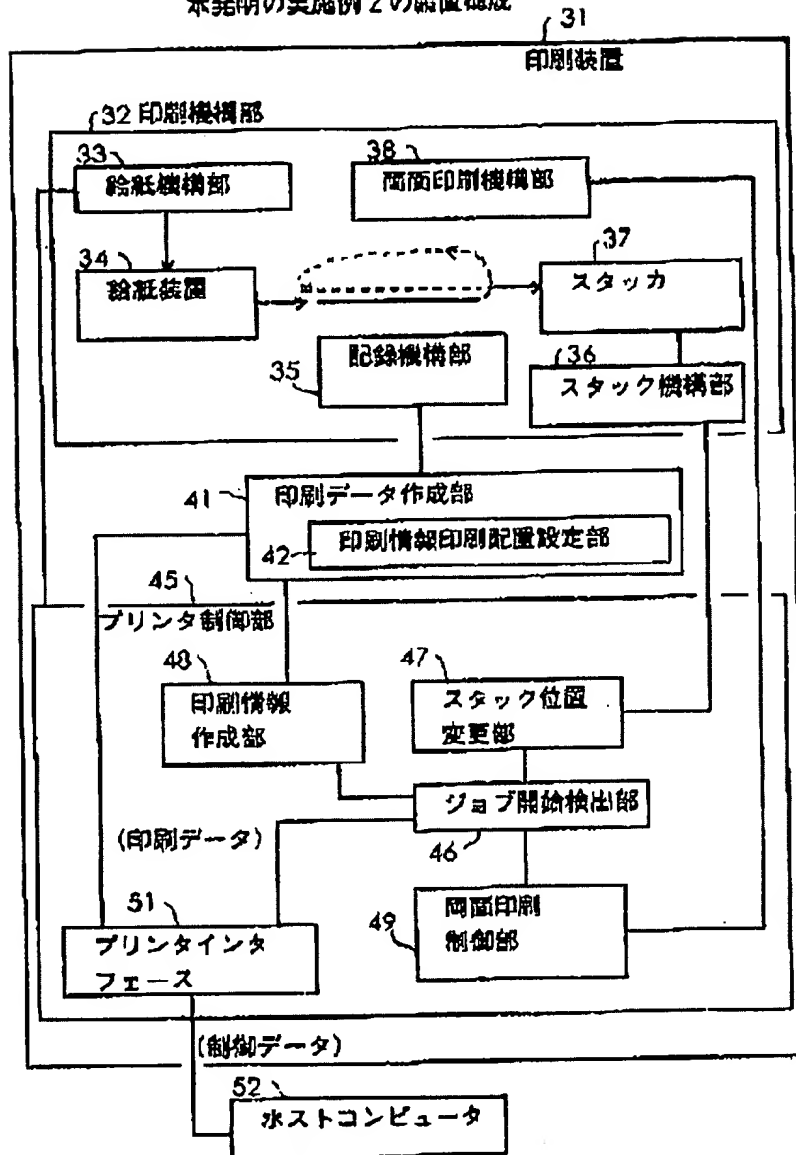 本発明の実施例2の装置構成
31
印刷装置
32 印刷機構部
33
給紙機構部
38
両面印刷機構部
34
給紙装置
37
スタッカ
35
記録機構部
36
スタック機構部
41
印刷データ作成部
42
印刷情報印刷配置設定部
45
プリンタ制御部
48
印刷情報
作成部
47
スタック位置
変更部
ジョブ開始検出部
46
(印刷データ)
51
プリンタインタ
フェース
49
両面印刷
制御部
(制御データ)
52
ホストコンピュータ